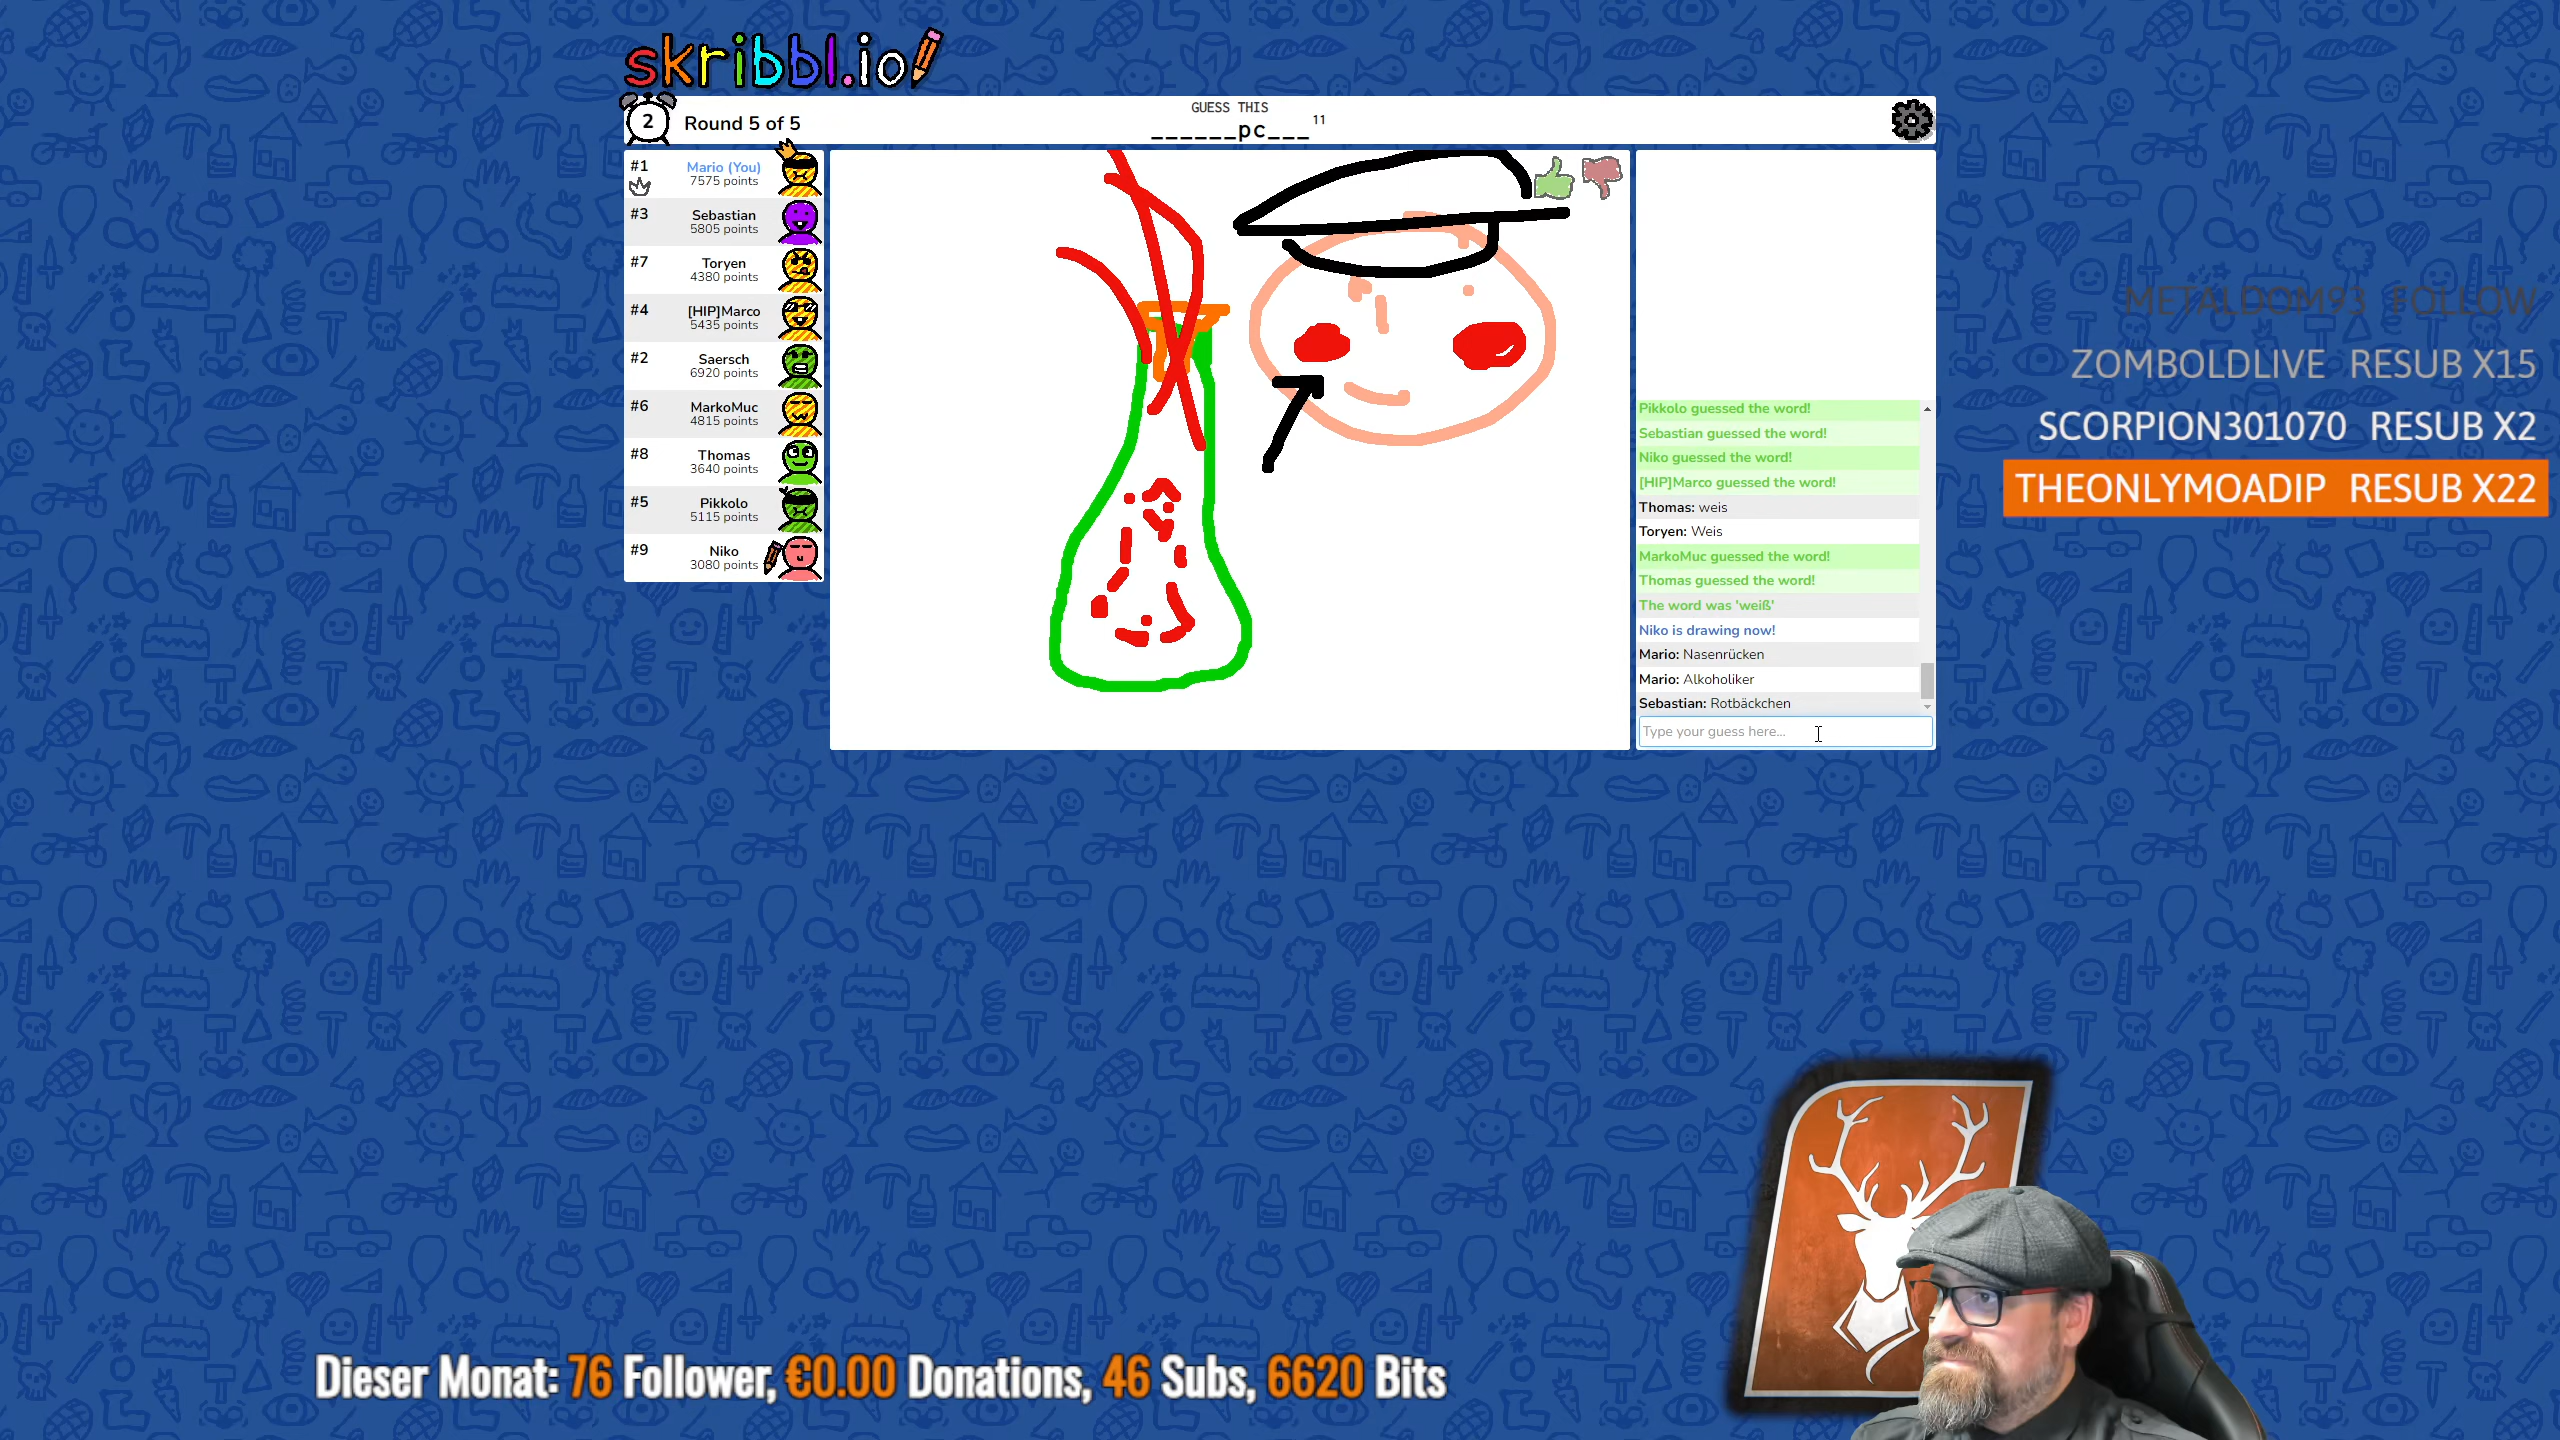 skribbl.io
2
Round 5 of 5
GUESS THIS
______pc___ 11
#1
Mario (You)
7575 points
#3
Sebastian
5805 points
#7
Toryen
4380 points
#4
[HIP]Marco
5435 points
#2
Saersch
6920 points
#6
MarkoMuc
4815 points
#8
Thomas
3640 points
#5
Pikkolo
5115 points
#9
Niko
3080 points
Pikkolo guessed the word!
Sebastian guessed the word!
Niko guessed the word!
[HIP]Marco guessed the word!
Thomas: weis
Toryen: Weis
MarkoMuc guessed the word!
Thomas guessed the word!
The word was 'weiß'
Niko is drawing now!
Mario: Nasenrücken
Mario: Alkoholiker
Sebastian: Rotbäckchen
Type your guess here...
METALDOM93 FOLLOW
ZOMBOLDLIVE RESUB X15
SCORPION301070 RESUB X2
THEONLYMOADIP RESUB X22
Dieser Monat: 76 Follower, €0.00 Donations, 46 Subs, 6620 Bits